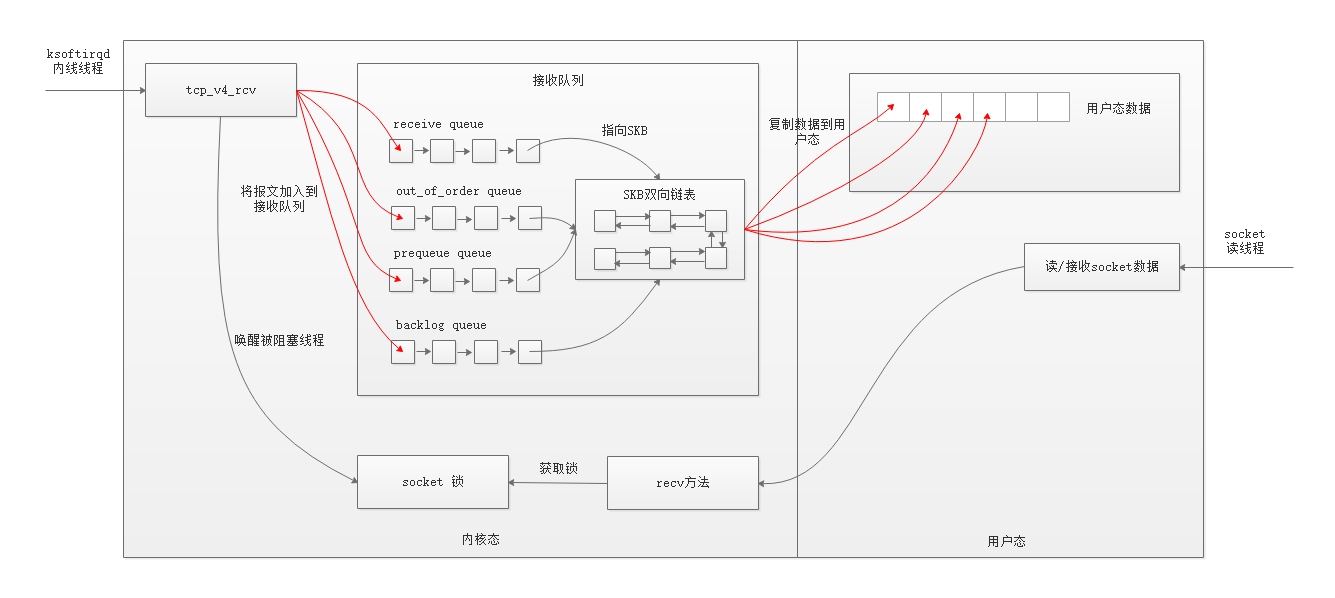 ksoftirqd
内线线程
tcp_v4_rcv
接收队列
receive queue
指向SKB
将报文加入到
接收队列
out_of_order queue
SKB双向链表
prequeue queue
backlog queue
唤醒被阻塞线程
复制数据到用
户态
用户态数据
socket
读线程
读/接收socket数据
socket 锁
获取锁
recv方法
内核态
用户态